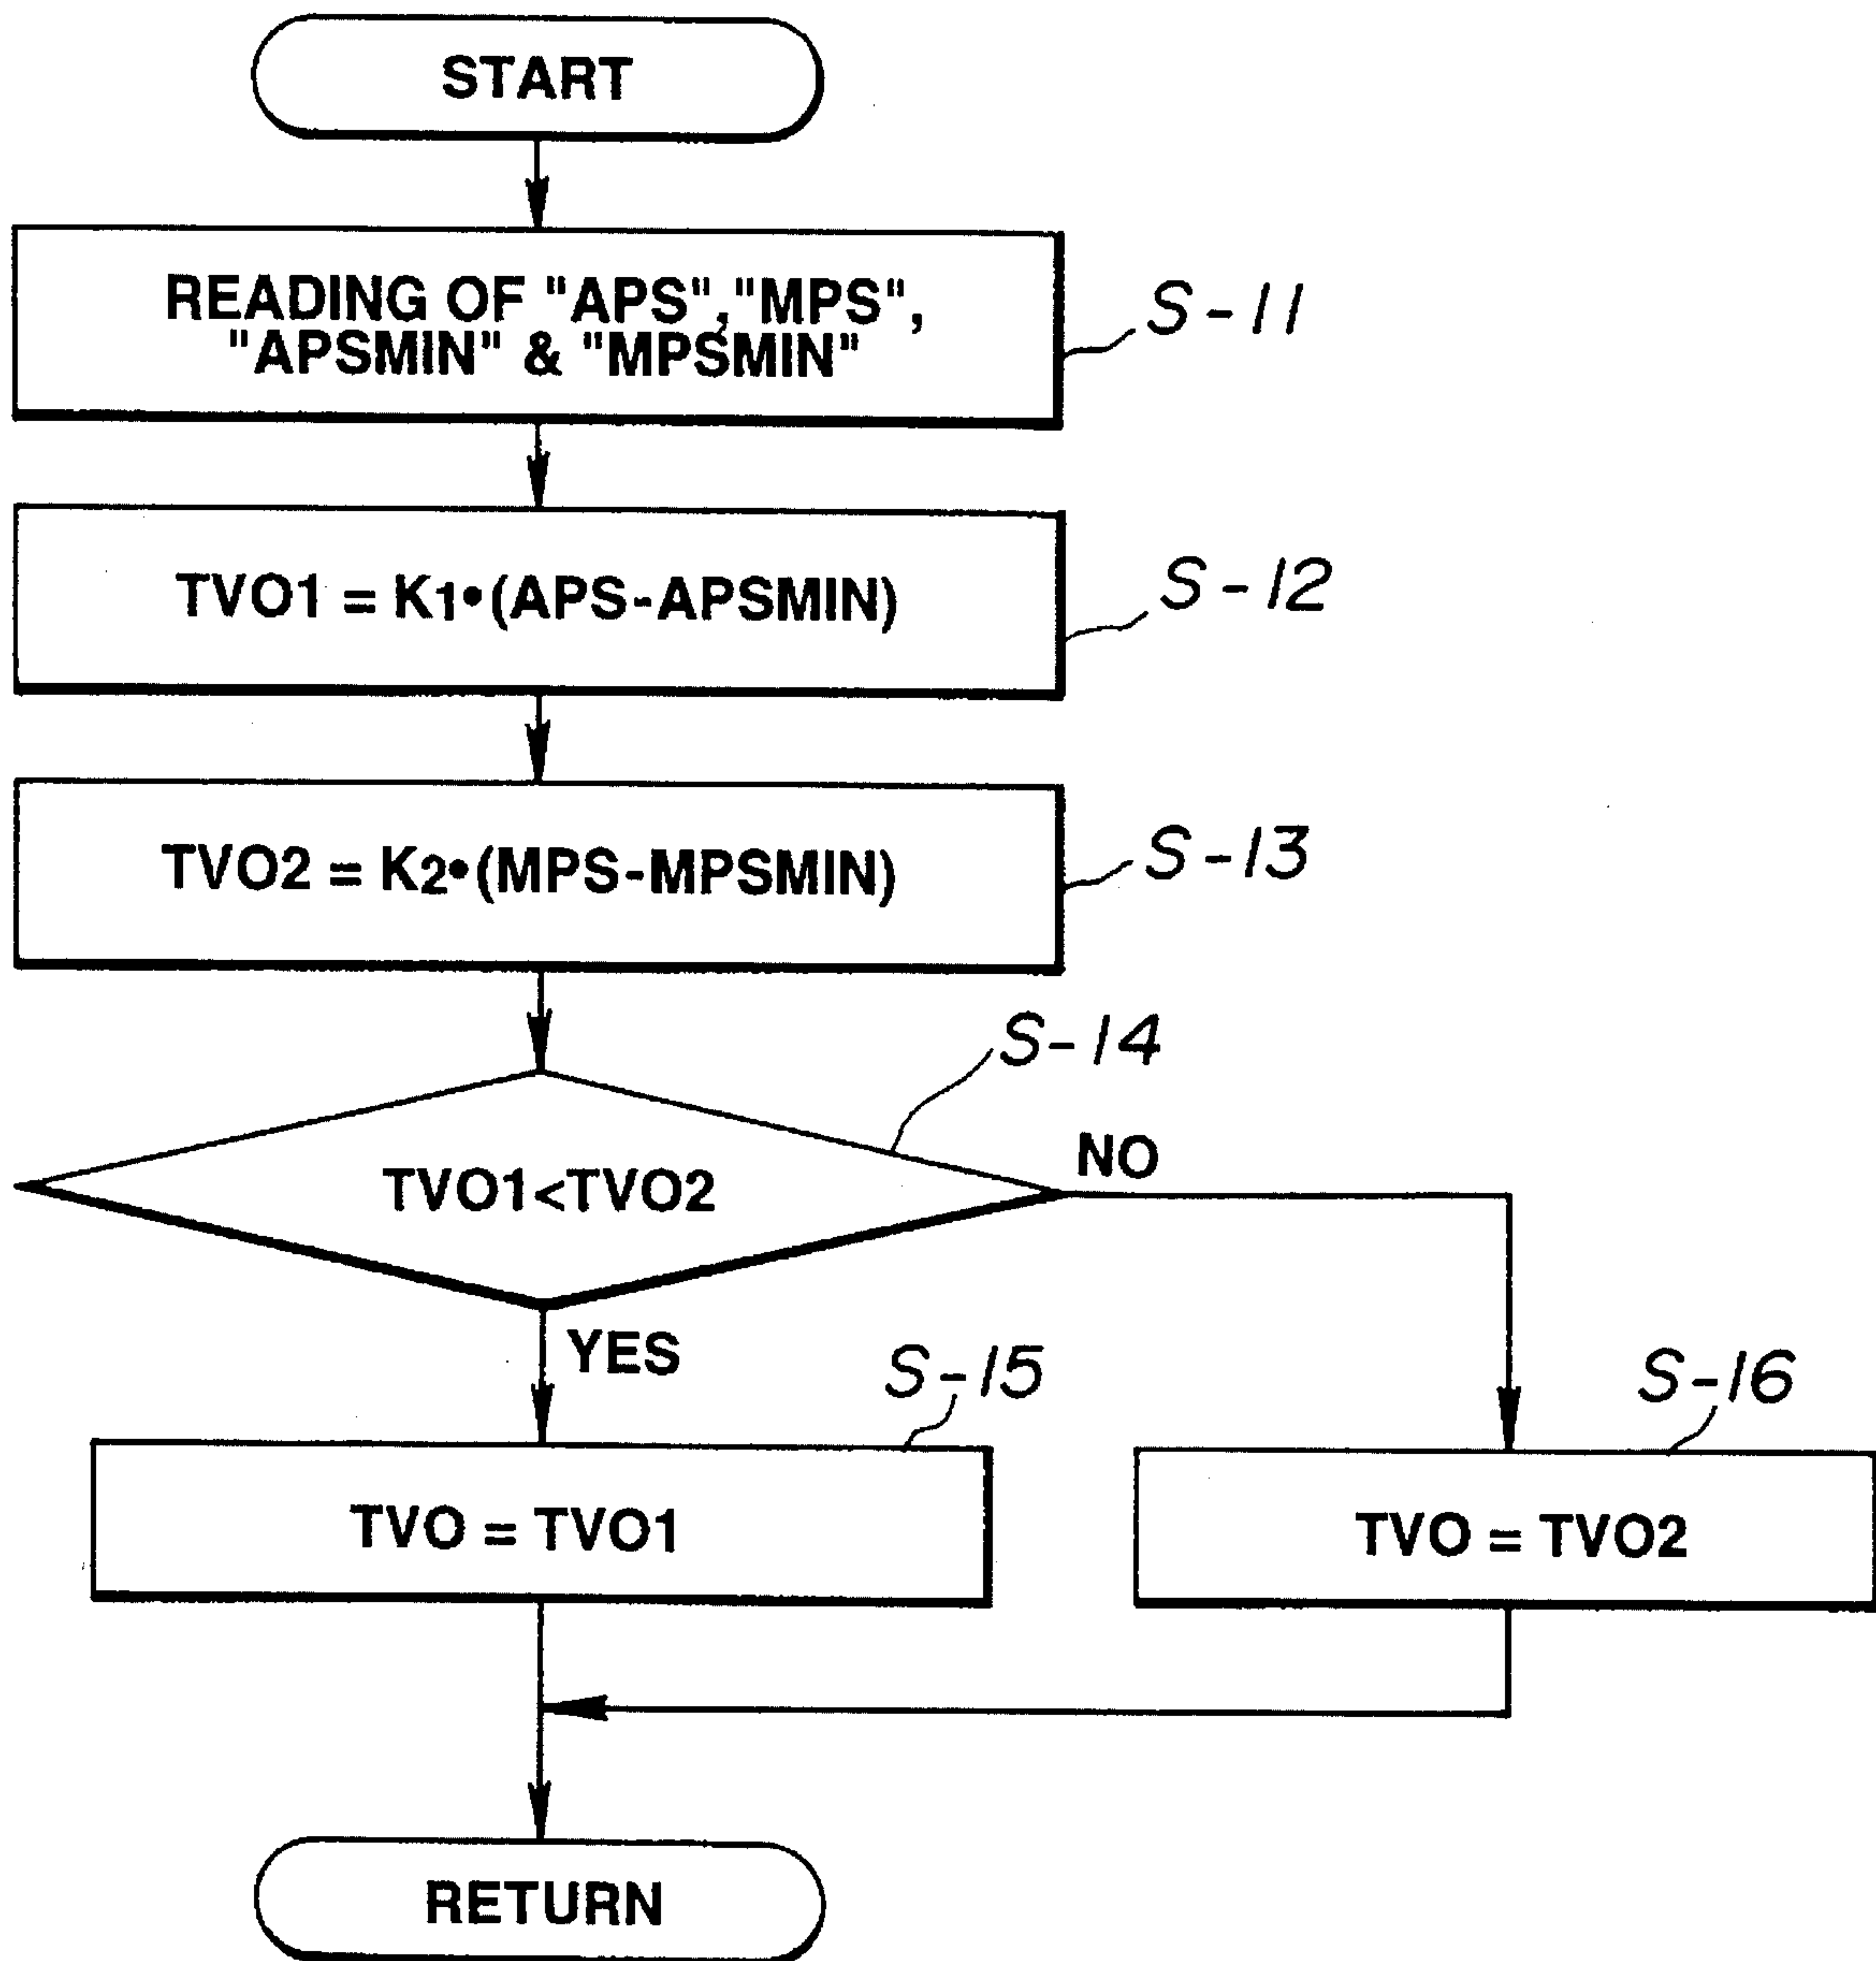 START
READING OF "APS", "MPS",
"APSMIN" & "MPSMIN"
S-11
TVO1 = K1•(APS-APSMIN)
S-12
TVO2 = K2•(MPS-MPSMIN)
S-13
S-14
TVO1<TVO2
NO
YES
S-15
S-16
TVO = TVO1
TVO = TVO2
RETURN